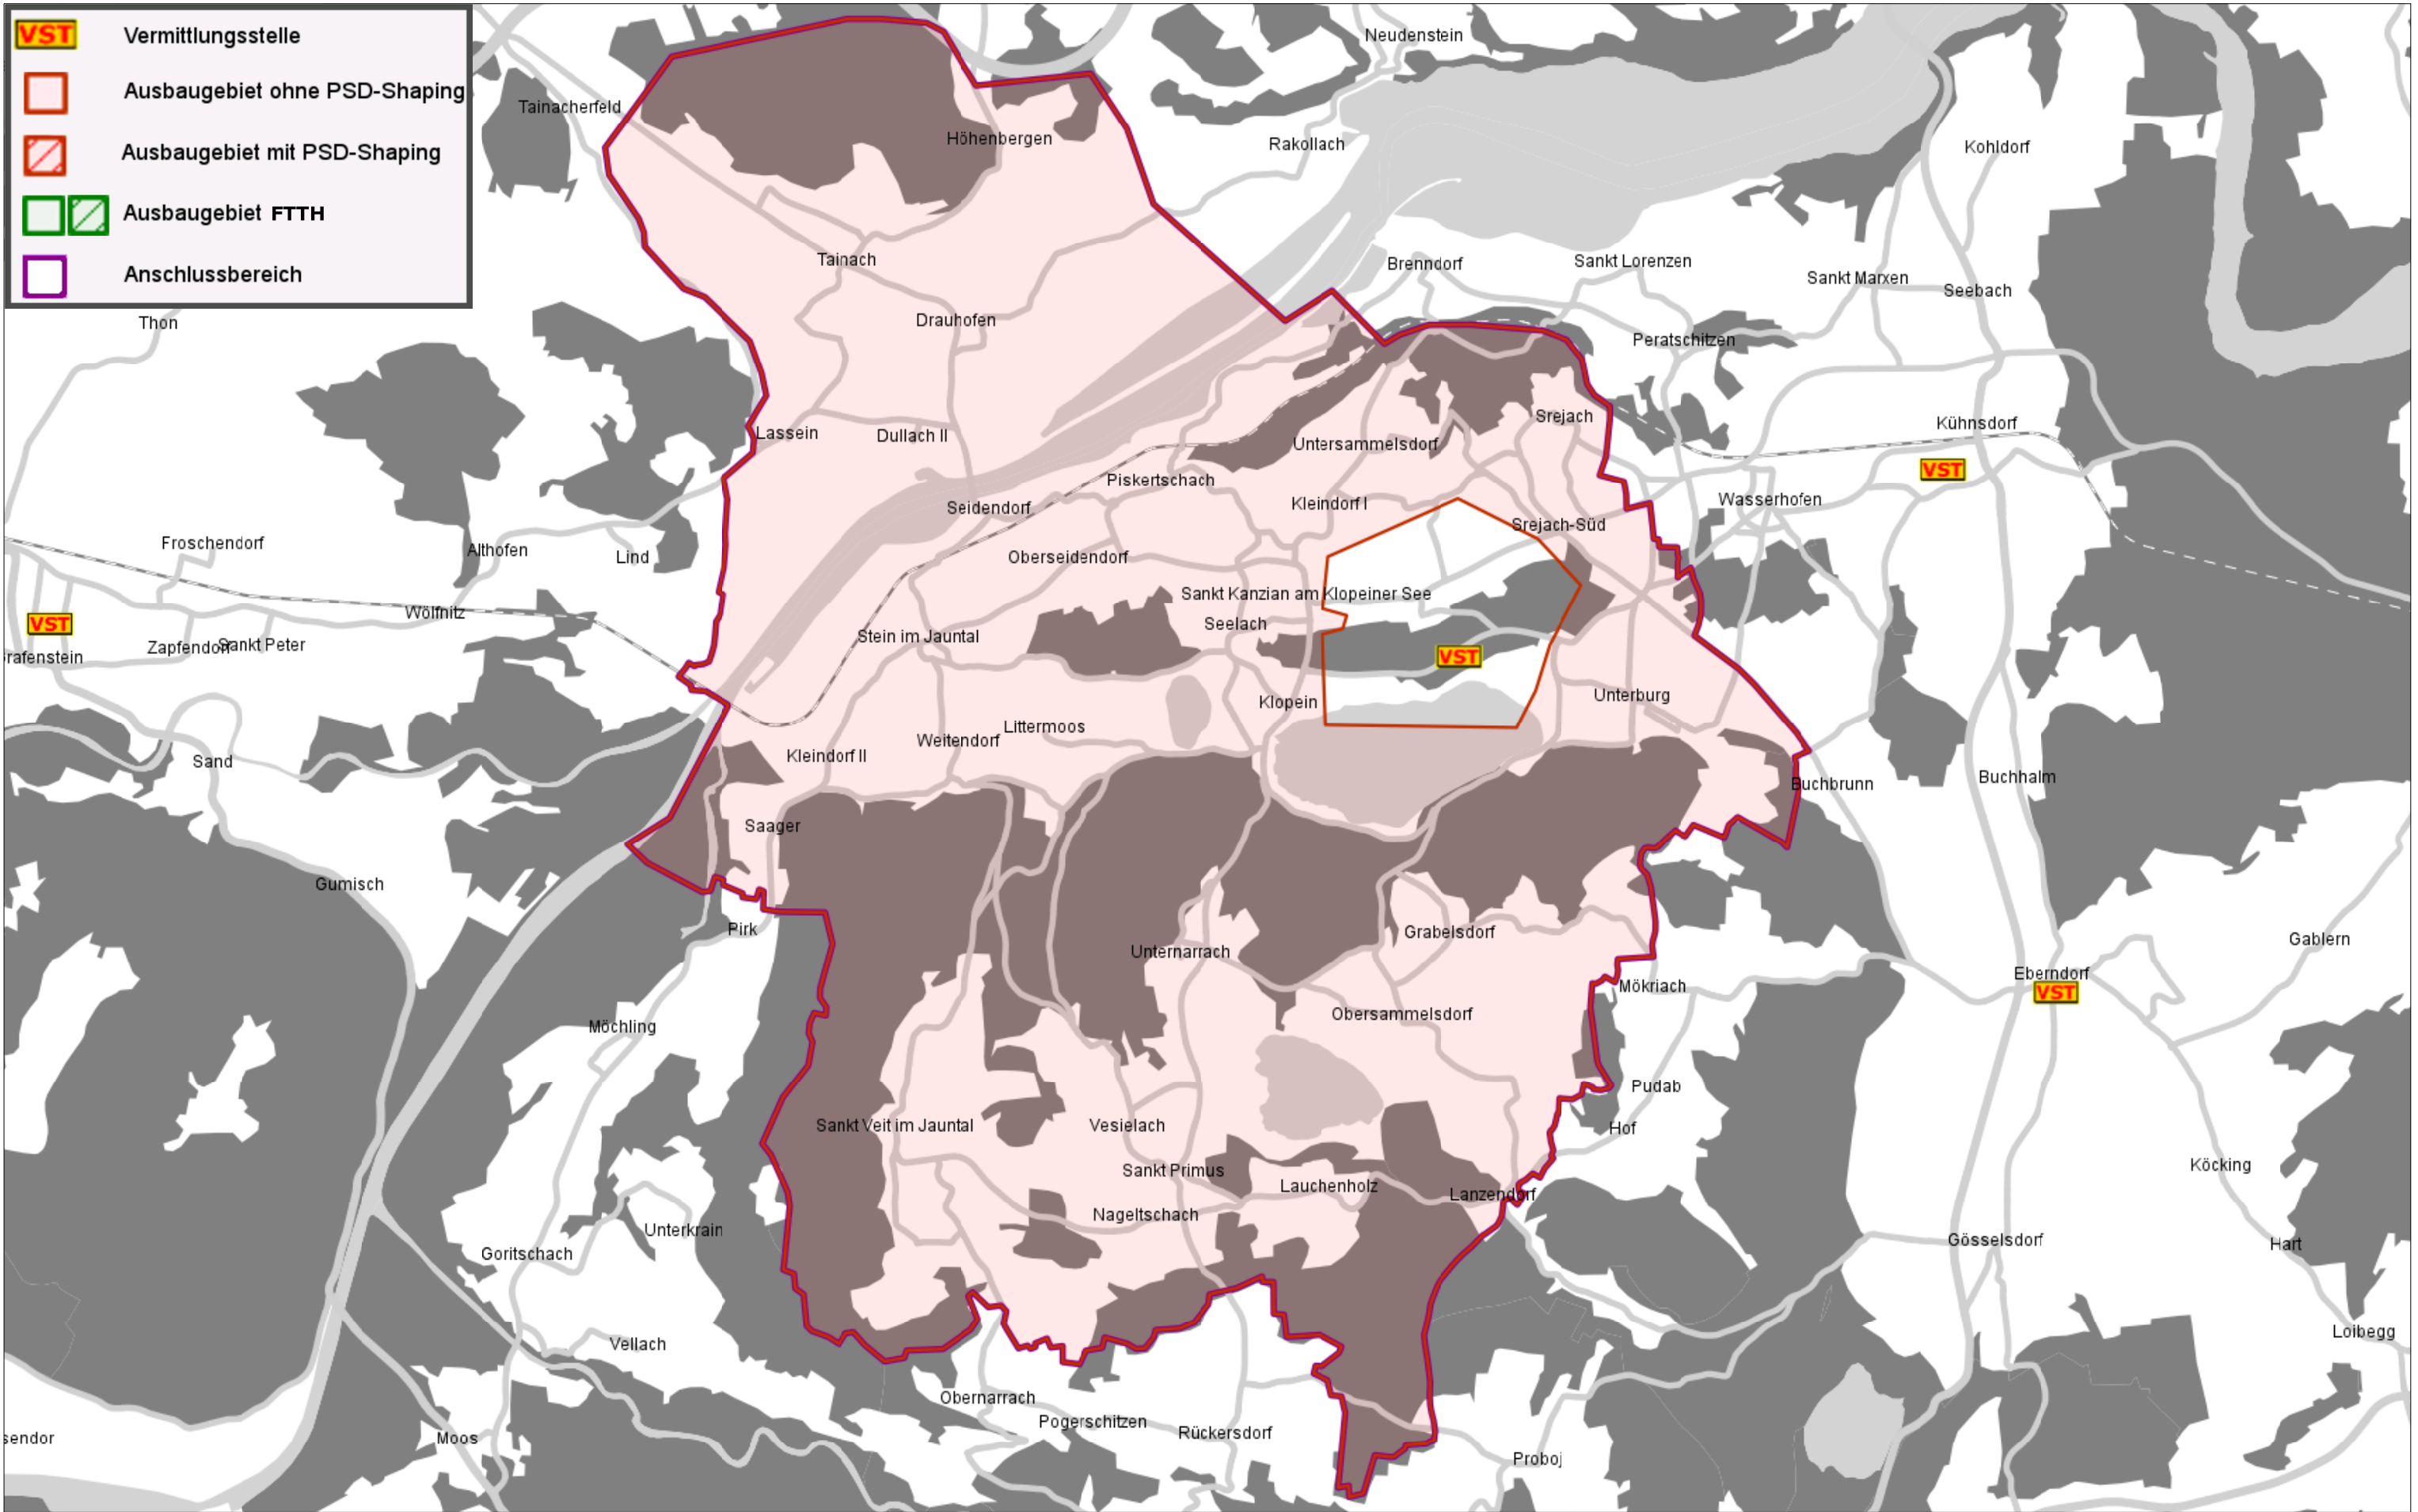 VST Vermittlungsstelle
Ausbaugebiet ohne PSD-Shaping
Ausbaugebiet mit PSD-Shaping
Ausbaugebiet FTTH
Anschlussbereich
Neudenstein
Tainacherfeld
Höhenbergen
Rakollach
Kohldorf
Tainach
Brenndorf
Sankt Lorenzen
Sankt Marxen
Seebach
Thon
Drauhofen
Peratschitzen
Lassein
Dullach II
Untersammelsdorf
Srejach
Kühnsdorf
VST
Piskertschach
Seidendorf
Kleindorf I
Wasserhofen
Srejach-Süd
Froschendorf
Althofen
Lind
Oberseidendorf
Sankt Kanzian am Klopeiner See
Wölfnitz
VST
Seelach
Stein im Jauntal
Zapfendorf
Sankt Peter
rafenstein
VST
Klopein
Unterburg
Littermoos
Weitendorf
Kleindorf II
Sand
Buchhalm
Buchbrunn
Saager
Gumisch
Pirk
Grabelsdorf
Gablern
Unternarrach
Eberndorf
VST
Mökriach
Obersammelsdorf
Möchling
Pudab
Sankt Veit im Jauntal
Vesielach
Hof
Köcking
Sankt Primus
Lauchenholz
Lanzendorf
Nageltschach
Unterkrain
Goritschach
Gösselsdorf
Hart
Loibegg
Vellach
Obernarrach
Pogerschitzen
Rückersdorf
sendor
Moos
Proboj